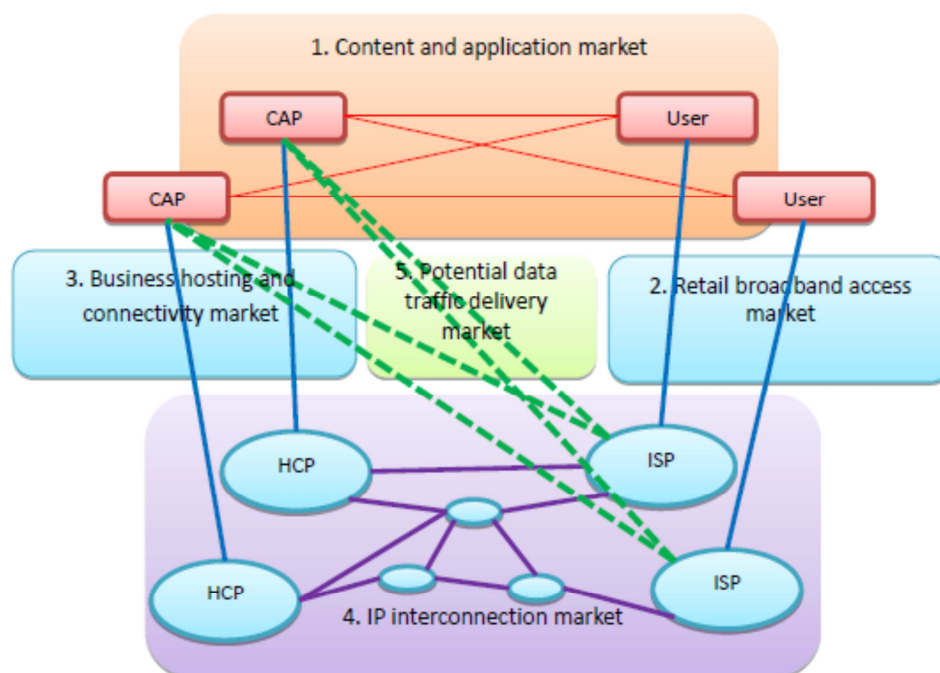 1. Content and application market
CAP
User
CAP
User
3. Business hosting and
connectivity market
5. Potential data
traffic delivery
market
2. Retail broadband access
market
HCP
ISP
HCP
ISP
4. IP interconnection market